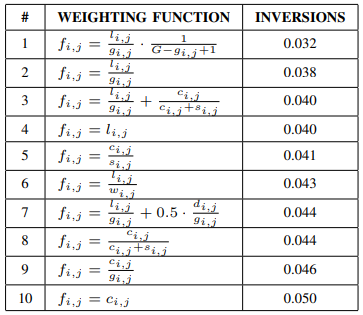 # WEIGHTING FUNCTION INVERSIONS
1 f_{i,j} = \frac{l_{i,j}}{g_{i,j}} · \frac{1}{G-g_{i,j}+1} 0.032
2 f_{i,j} = \frac{l_{i,j}}{g_{i,j}} 0.038
3 f_{i,j} = \frac{l_{i,j}}{g_{i,j}} + \frac{c_{i,j}}{c_{i,j}+s_{i,j}} 0.040
4 f_{i,j} = l_{i,j} 0.040
5 f_{i,j} = \frac{c_{i,j}}{s_{i,j}} 0.041
6 f_{i,j} = \frac{l_{i,j}}{w_{i,j}} 0.043
7 f_{i,j} = \frac{l_{i,j}}{g_{i,j}} + 0.5 · \frac{d_{i,j}}{g_{i,j}} 0.044
8 f_{i,j} = \frac{c_{i,j}}{c_{i,j}+s_{i,j}} 0.044
9 f_{i,j} = \frac{c_{i,j}}{g_{i,j}} 0.046
10 f_{i,j} = c_{i,j} 0.050